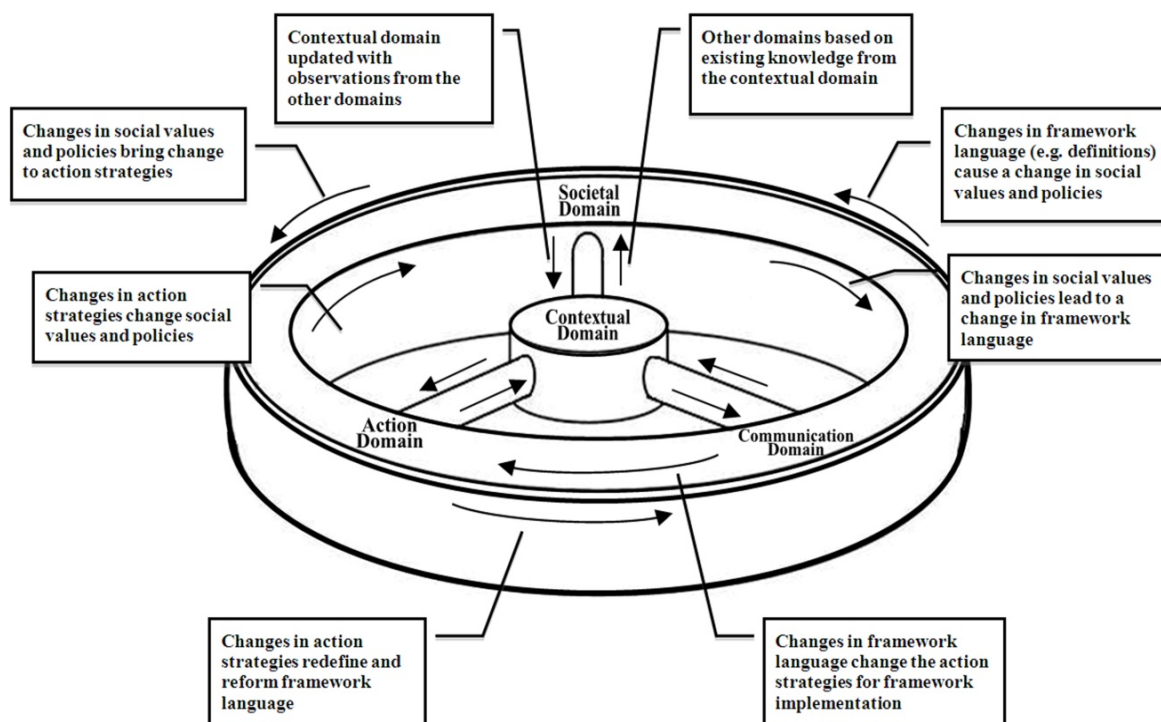 Contextual domain
updated with
observations from the
other domains
Other domains based on
existing knowledge from
the contextual domain
Changes in social values
and policies bring change
to action strategies
Changes in framework
language (e.g. definitions)
cause a change in social
values and policies
Societal
Domain
Changes in action
strategies change social
values and policies
Contextual
Domain
Changes in social values
and policies lead to a
change in framework
language
Action
Domain
Communication
Domain
Changes in action
strategies redefine and
reform framework
language
Changes in framework
language change the action
strategies for framework
implementation